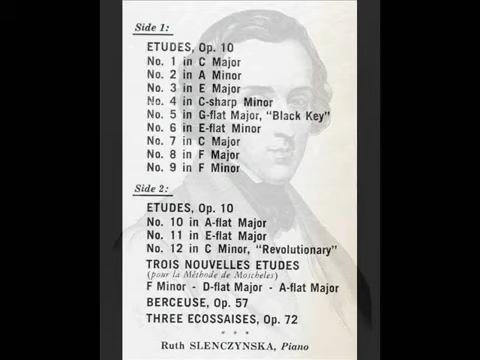 Side 1:
ETUDES, Op. 10
No. 1 in C Major
No. 2 in A Minor
No. 3 in E Major
No. 4 in C-sharp Minor
No. 5 in G-flat Major, "Black Key"
No. 6 in E-flat Minor
No. 7 in C Major
No. 8 in F Major
No. 9 in F Minor
Side 2:
ETUDES, Op. 10
No. 10 in A-flat Major
No. 11 in E-flat Major
No. 12 in C Minor, "Revolutionary"
TROIS NOUVELLES ETUDES
(pour la Méthode de Moscheles)
F Minor - D-flat Major - A-flat Major
BERCEUSE, Op. 57
THREE ECOSSAISES, Op. 72
* * *
Ruth SLENCZYNSKA, Piano